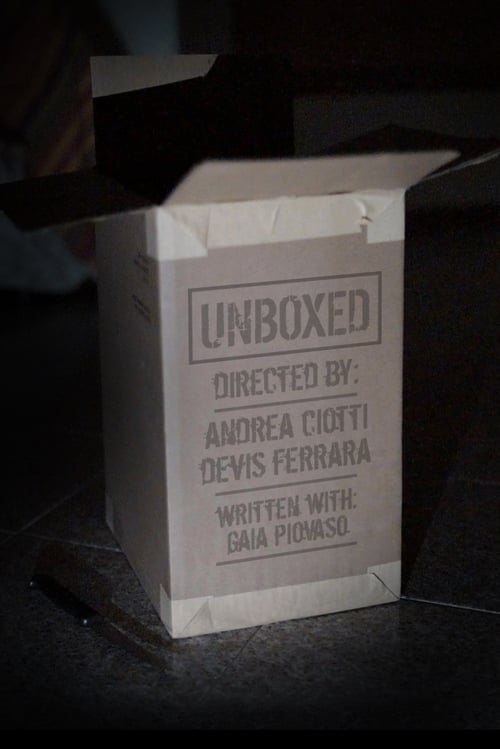 UNBOXED
DIRECTED BY:
ANDREA CIOTTI
DEVIS FERRARA
WRITTEN WITH:
GAIA PIOVASO